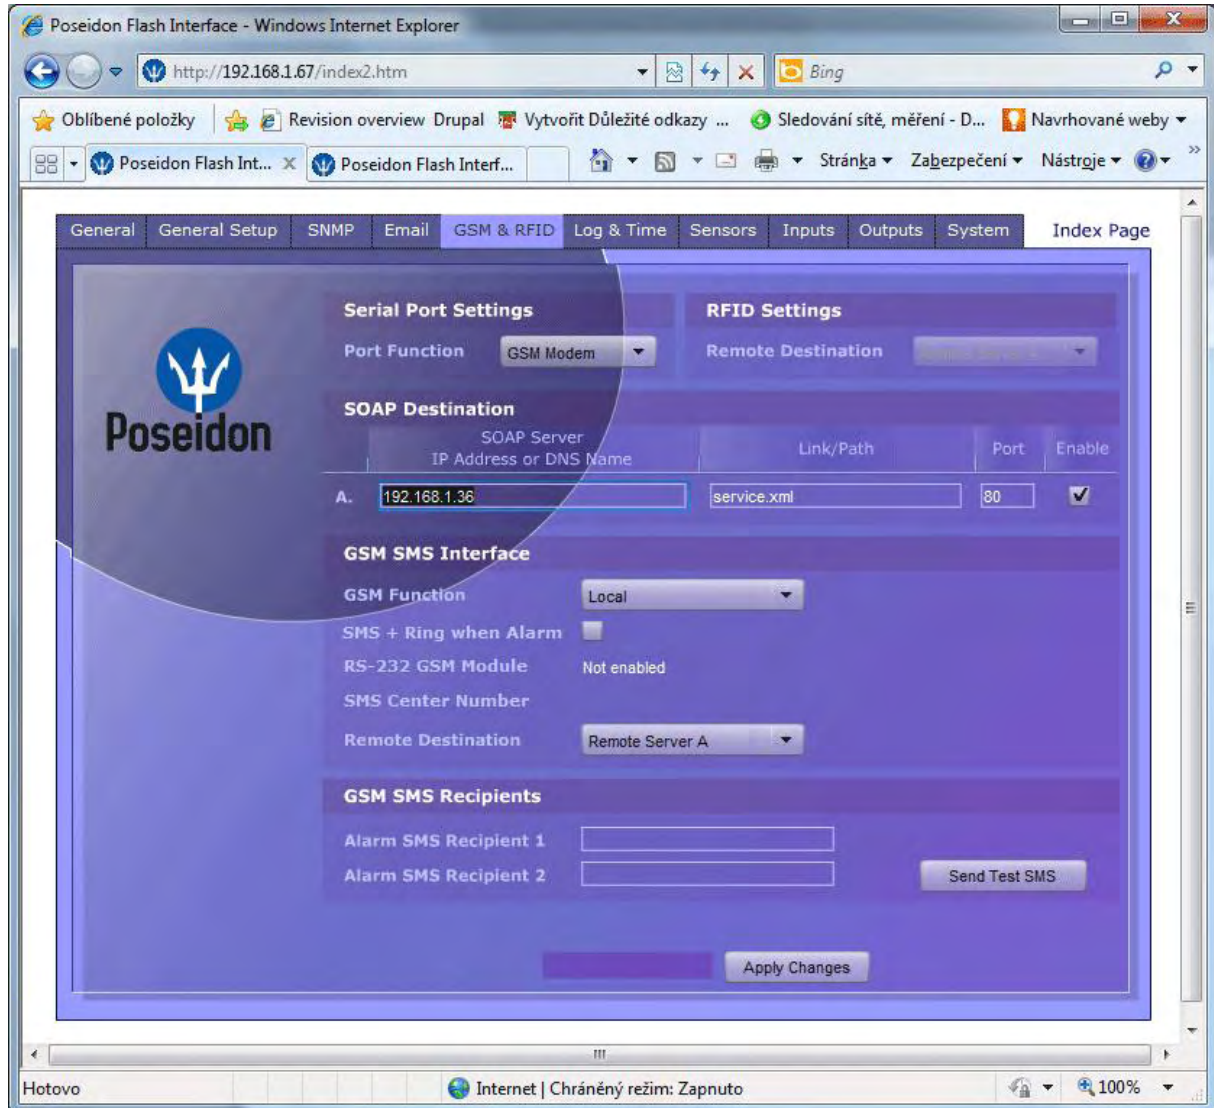 Poseidon Flash Interface - Windows Internet Explorer
http://192.168.1.67/index2.htm
Bing
Oblíbené položky Revision overview Drupal Vytvořit Důležité odkazy ... Sledování sítě, měření - D... Navrhované weby
Poseidon Flash Int... Poseidon Flash Interf... Stránka Zabezpečení Nástroje
General General Setup SNMP Email GSM & RFID Log & Time Sensors Inputs Outputs System Index Page
Poseidon
Serial Port Settings RFID Settings
Port Function GSM Modem Remote Destination
SOAP Destination
SOAP Server
IP Address or DNS Name Link/Path Port Enable
A. 192.168.1.36 service.xml 80
GSM SMS Interface
GSM Function Local
SMS + Ring when Alarm
RS-232 GSM Module Not enabled
SMS Center Number
Remote Destination Remote Server A
GSM SMS Recipients
Alarm SMS Recipient 1
Alarm SMS Recipient 2 Send Test SMS
Apply Changes
Hotovo Internet | Chráněný režim: Zapnuto 100%